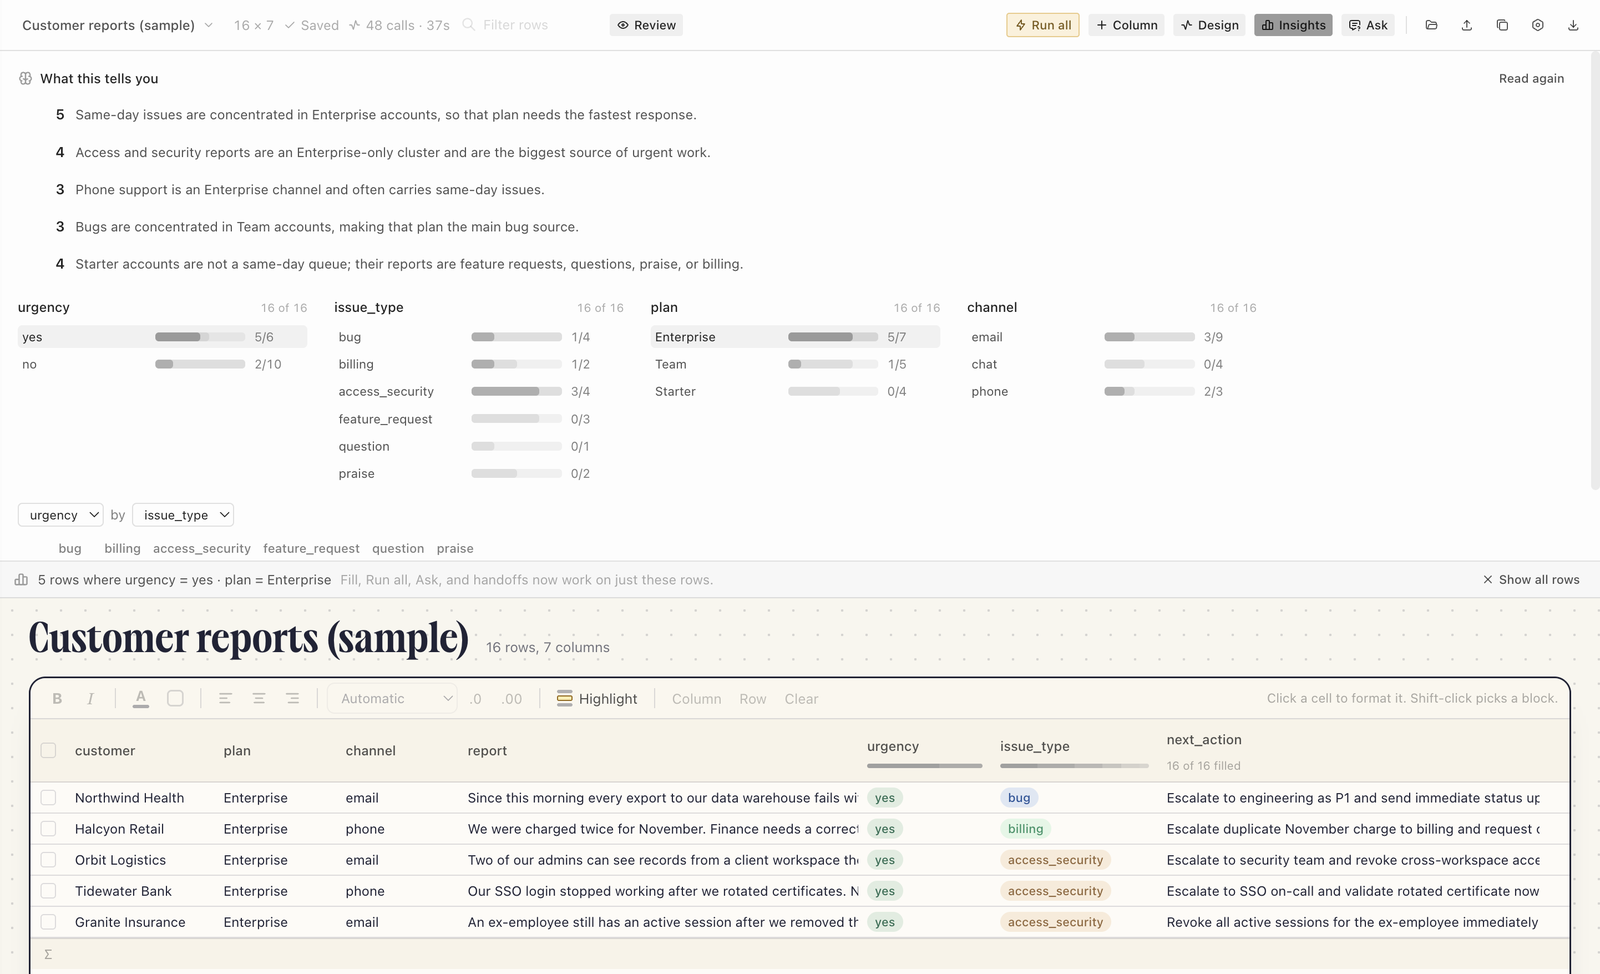 Customer reports (sample) 16 × 7 Saved 48 calls · 37s Filter rows Review Run all + Column Design Insights Ask
What this tells you Read again
5 Same-day issues are concentrated in Enterprise accounts, so that plan needs the fastest response.
4 Access and security reports are an Enterprise-only cluster and are the biggest source of urgent work.
3 Phone support is an Enterprise channel and often carries same-day issues.
3 Bugs are concentrated in Team accounts, making that plan the main bug source.
4 Starter accounts are not a same-day queue; their reports are feature requests, questions, praise, or billing.
urgency 16 of 16 issue_type 16 of 16 plan 16 of 16 channel 16 of 16
yes 5/6 bug 1/4 Enterprise 5/7 email 3/9
no 2/10 billing 1/2 Team 1/5 chat 0/4
access_security 3/4 Starter 0/4 phone 2/3
feature_request 0/3
question 0/1
praise 0/2
urgency by issue_type
bug billing access_security feature_request question praise
5 rows where urgency = yes · plan = Enterprise Fill, Run all, Ask, and handoffs now work on just these rows. Show all rows
Customer reports (sample) 16 rows, 7 columns
B I A Automatic .0 .00 Highlight Column Row Clear Click a cell to format it. Shift-click picks a block.
customer plan channel report urgency issue_type next_action
16 of 16 filled
Northwind Health Enterprise email Since this morning every export to our data warehouse fails yes bug Escalate to engineering as P1 and send immediate status
Halcyon Retail Enterprise phone We were charged twice for November. Finance needs a yes billing Escalate duplicate November charge to billing and request
Orbit Logistics Enterprise email Two of our admins can see records from a client workspace yes access_security Escalate to security team and revoke cross-workspace
Tidewater Bank Enterprise phone Our SSO login stopped working after we rotated certificates. yes access_security Escalate to SSO on-call and validate rotated certificate now
Granite Insurance Enterprise email An ex-employee still has an active session after we removed yes access_security Revoke all active sessions for the ex-employee immediately
Σ